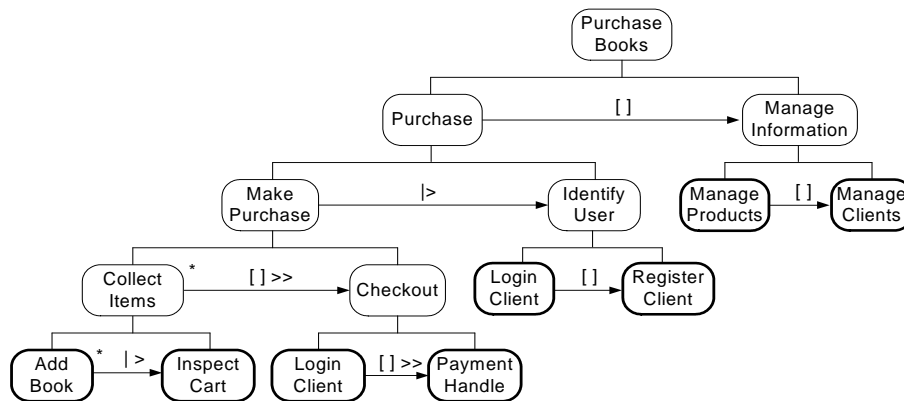 Purchase
Books
Purchase
[ ]
Manage
Information
Make
Purchase
|>
Identify
User
Manage
Products
[ ]
Manage
Clients
Collect
Items
*
[ ] >>
Checkout
Login
Client
[ ]
Register
Client
Add
Book
*
| >
Inspect
Cart
Login
Client
[ ] >>
Payment
Handle